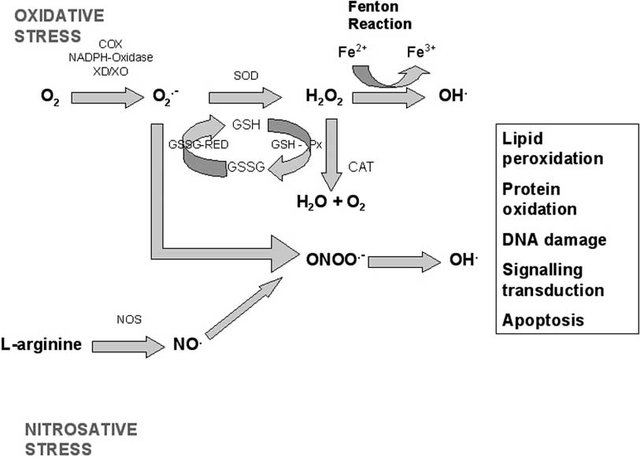 OXIDATIVE
STRESS
Fenton
Reaction
COX
NADPH-Oxidase
XD/XO
Fe²⁺ Fe³⁺
SOD
O₂ O₂·⁻ H₂O₂ OH·
GSH
GSSG-RED GSH - Px
GSSG CAT
H₂O + O₂
ONOO·⁻ OH·
NOS
L-arginine NO·
Lipid
peroxidation
Protein
oxidation
DNA damage
Signalling
transduction
Apoptosis
NITROSATIVE
STRESS